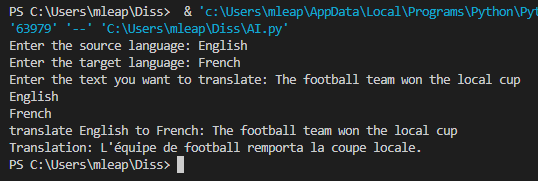 PS C:\Users\mleap\Diss>  & 'c:\Users\mleap\AppData\Local\Programs\Python\Pyt
'63979' '--' 'C:\Users\mleap\Diss\AI.py'
Enter the source language: English
Enter the target language: French
Enter the text you want to translate: The football team won the local cup
English
French
translate English to French: The football team won the local cup
Translation: L'équipe de football remporta la coupe locale.
PS C:\Users\mleap\Diss>